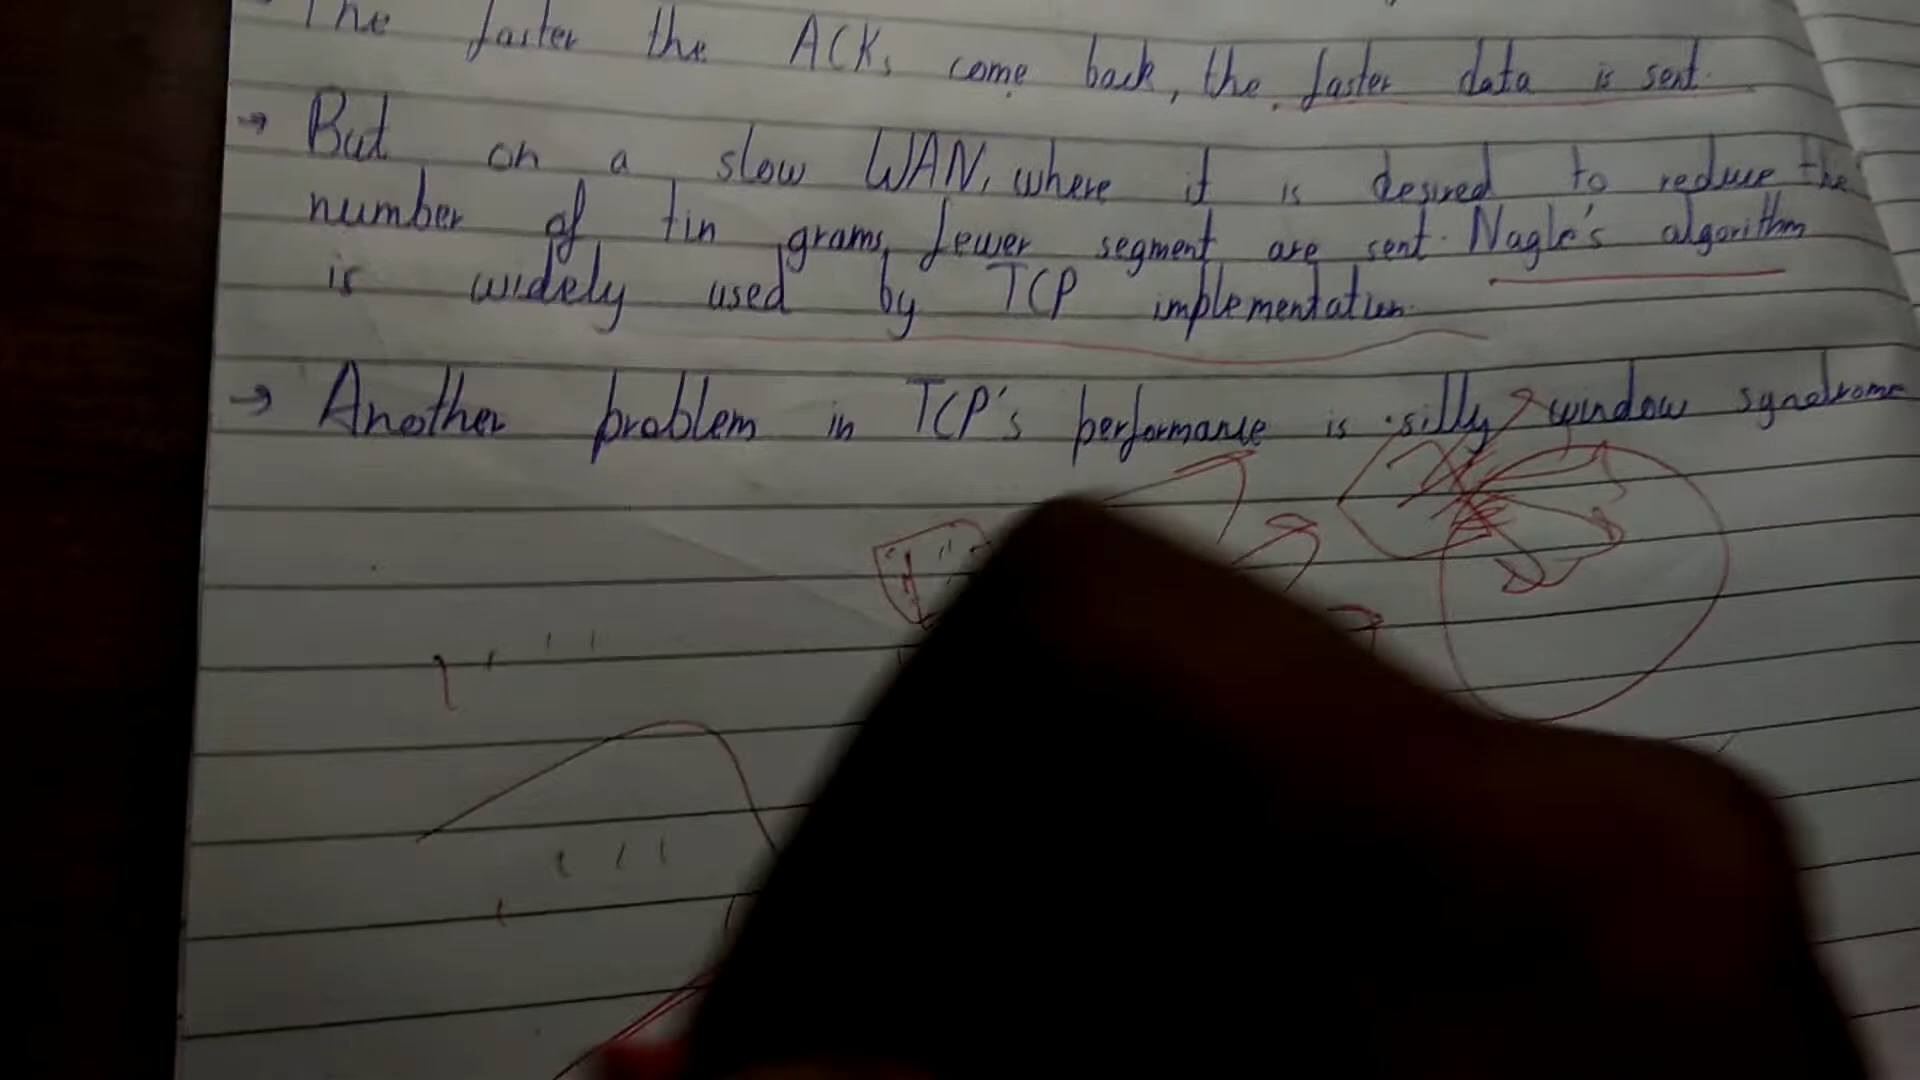 The faster the ACKs come back, the faster data is sent.
→ But on a slow WAN, where it is desired to reduce the
number of tin grams, fewer segment are sent. Nagle's algorithm
is widely used by TCP implementation.
→ Another problem in TCP's performance is silly window syndrome